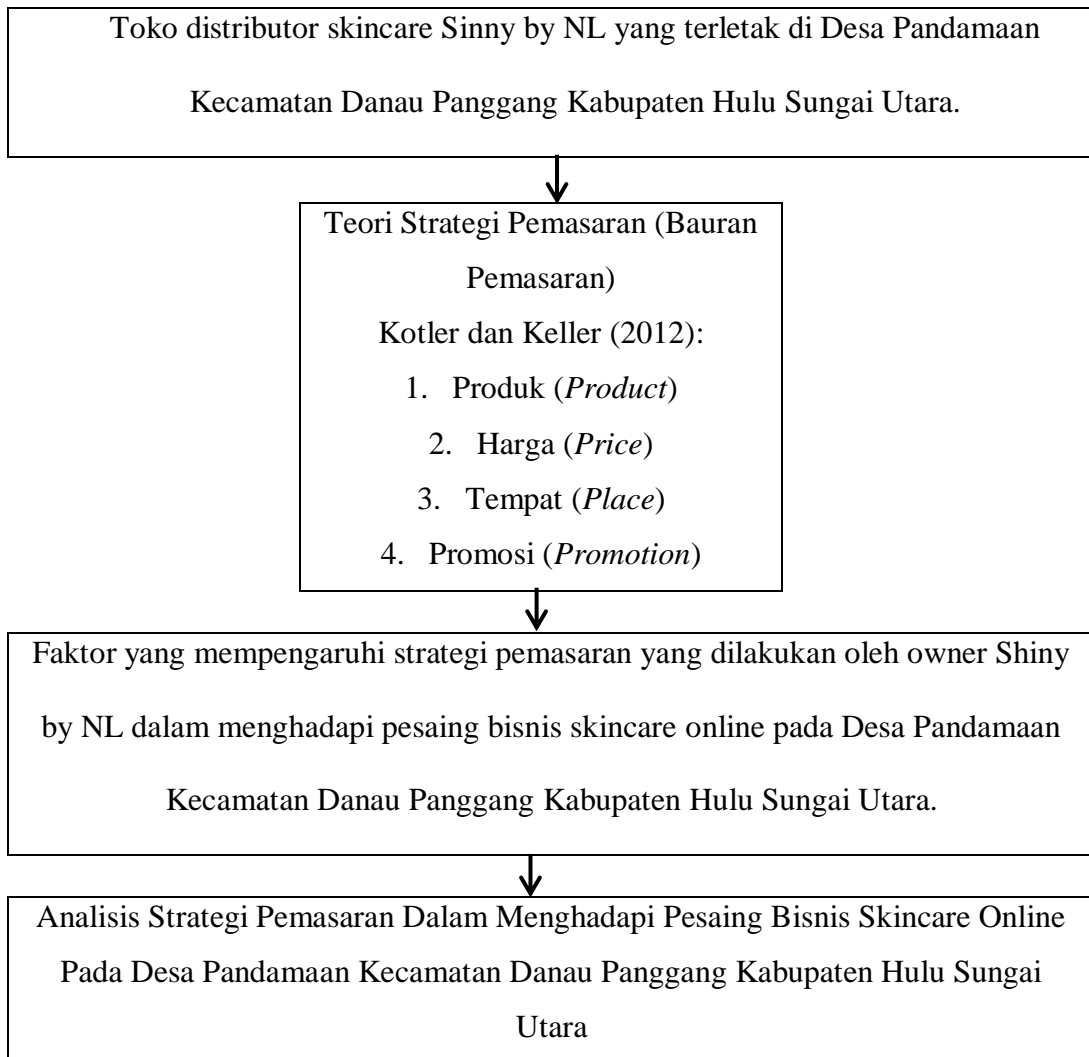 Toko distributor skincare Sinny by NL yang terletak di Desa Pandamaan
Kecamatan Danau Panggang Kabupaten Hulu Sungai Utara.
Teori Strategi Pemasaran (Bauran
Pemasaran)
Kotler dan Keller (2012):
1. Produk (Product)
2. Harga (Price)
3. Tempat (Place)
4. Promosi (Promotion)
Faktor yang mempengaruhi strategi pemasaran yang dilakukan oleh owner Shiny
by NL dalam menghadapi pesaing bisnis skincare online pada Desa Pandamaan
Kecamatan Danau Panggang Kabupaten Hulu Sungai Utara.
Analisis Strategi Pemasaran Dalam Menghadapi Pesaing Bisnis Skincare Online
Pada Desa Pandamaan Kecamatan Danau Panggang Kabupaten Hulu Sungai
Utara